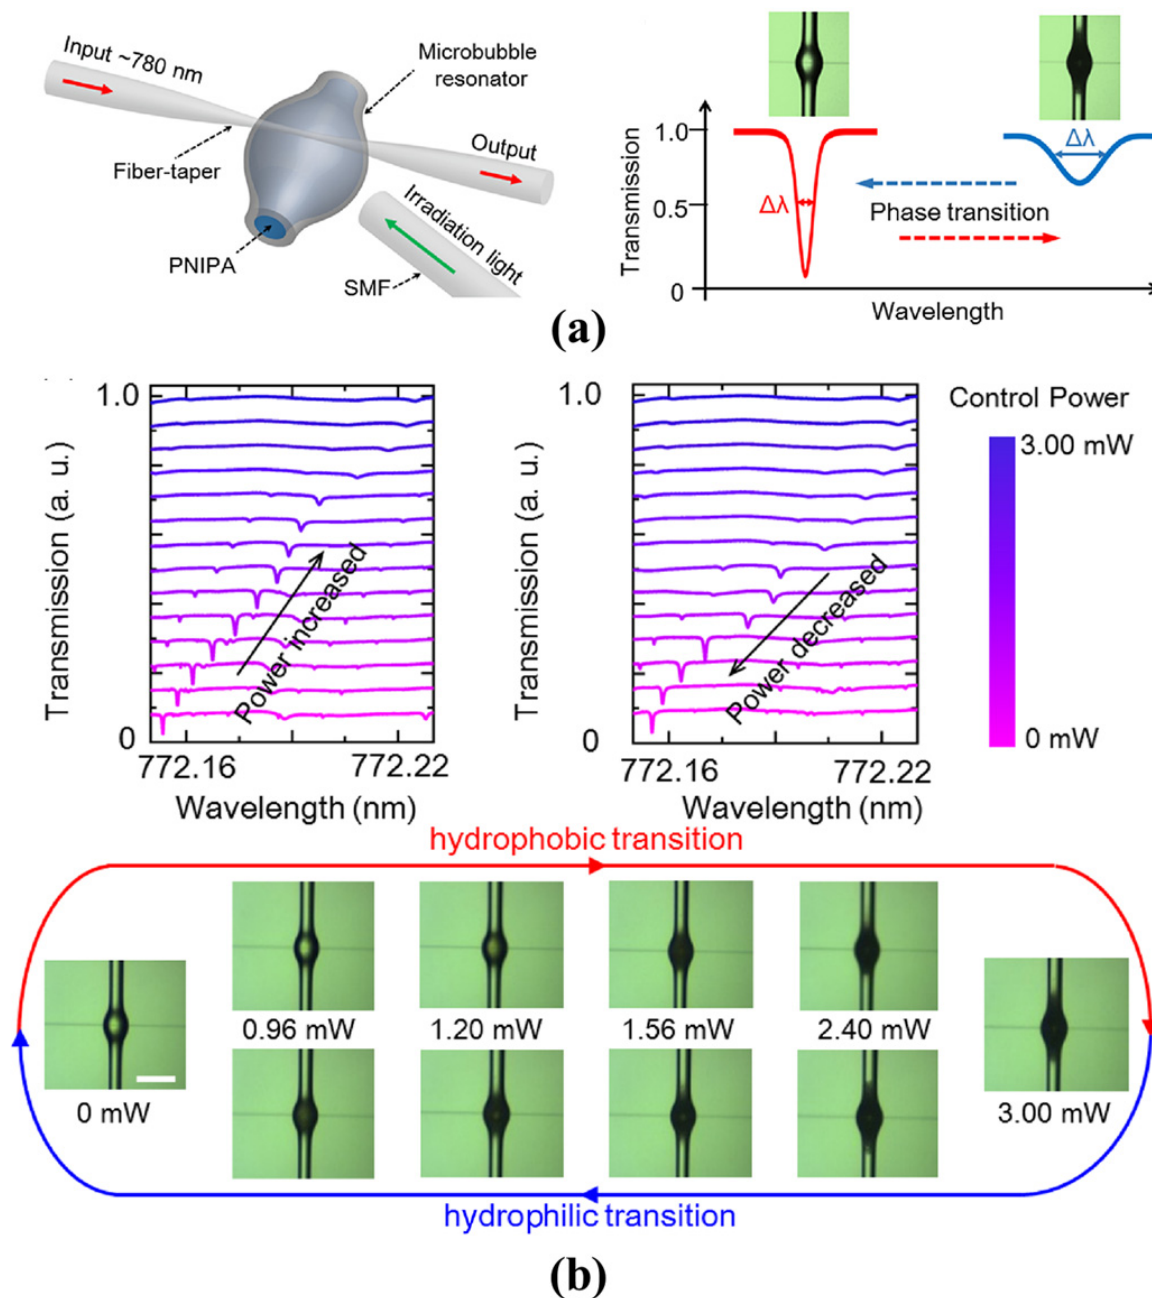 Input ~780 nm
Microbubble
resonator
Fiber-taper
Output
Irradiation light
PNIPA
SMF
Transmission
1.0
0.5
0
Δλ
Δλ
Phase transition
Wavelength
(a)
1.0
0
Transmission (a. u.)
Power increased
772.16
772.22
Wavelength (nm)
1.0
0
Transmission (a. u.)
Power decreased
772.16
772.22
Wavelength (nm)
Control Power
3.00 mW
0 mW
hydrophobic transition
0.96 mW
1.20 mW
1.56 mW
2.40 mW
0 mW
3.00 mW
hydrophilic transition
(b)